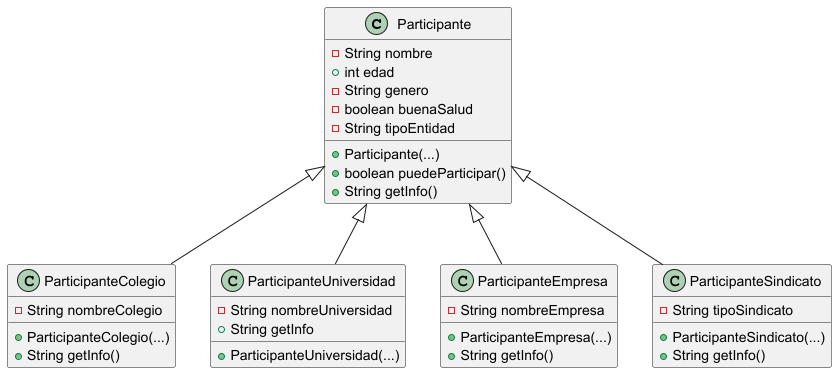 C Participante
String nombre
int edad
String genero
boolean buenaSalud
String tipoEntidad
Participante(...)
boolean puedeParticipar()
String getInfo()
C ParticipanteColegio
String nombreColegio
ParticipanteColegio(...)
String getInfo()
C ParticipanteUniversidad
String nombreUniversidad
String getInfo
ParticipanteUniversidad(...)
C ParticipanteEmpresa
String nombreEmpresa
ParticipanteEmpresa(...)
String getInfo()
C ParticipanteSindicato
String tipoSindicato
ParticipanteSindicato(...)
String getInfo()